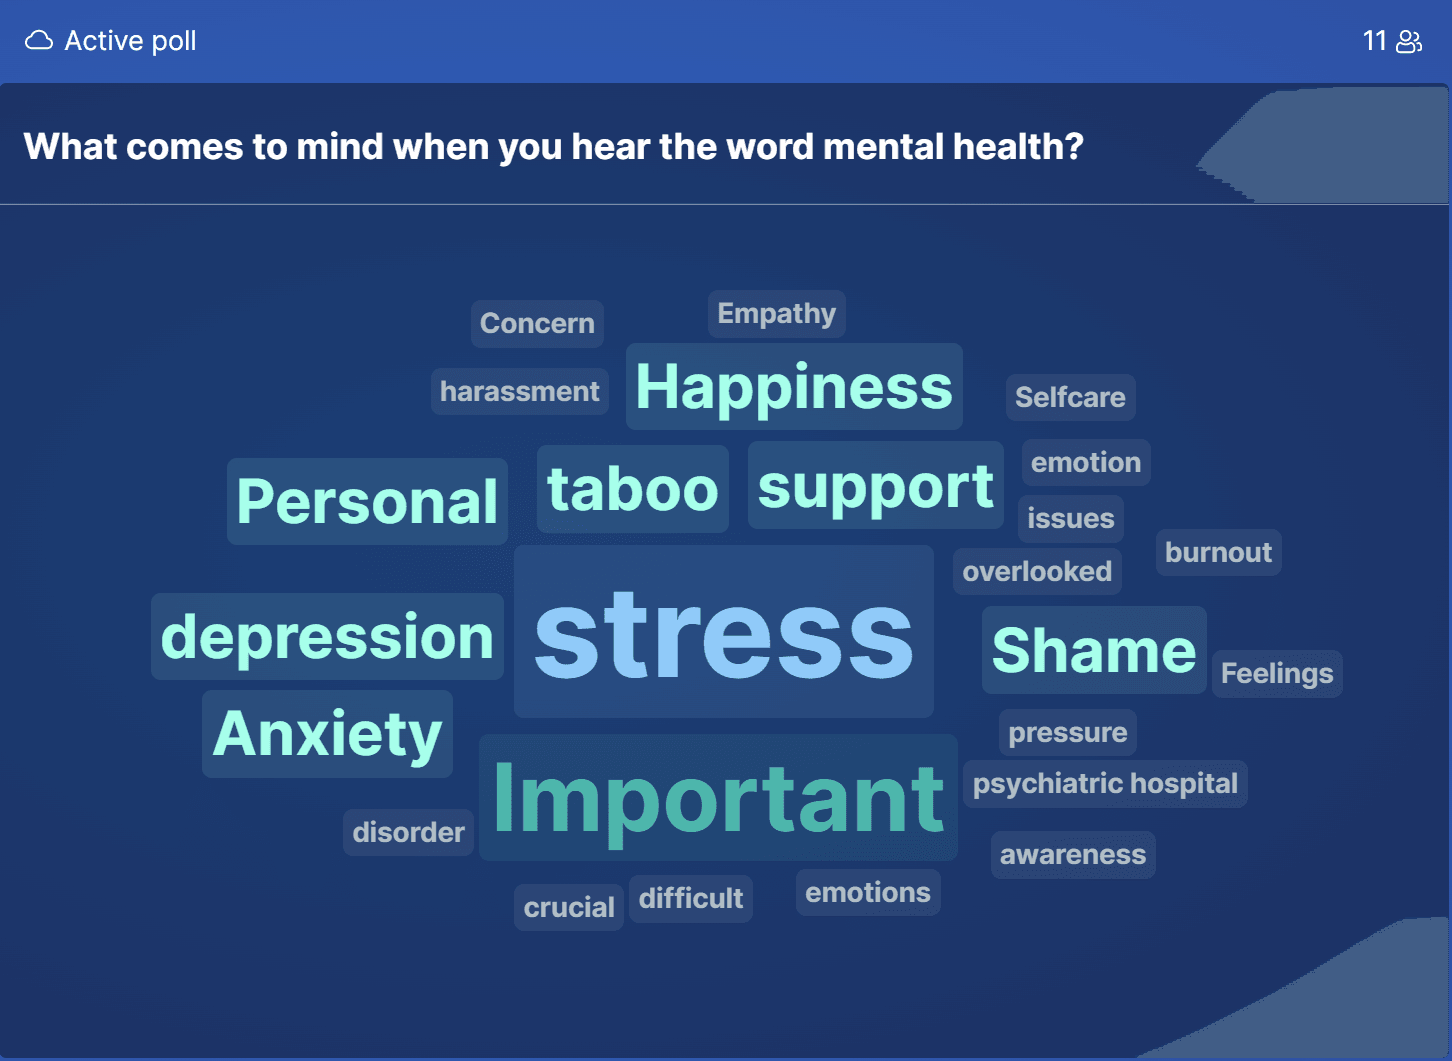 Active poll
11
What comes to mind when you hear the word mental health?
Concern
Empathy
harassment
Happiness
Selfcare
Personal
taboo
support
emotion
issues
overlooked
burnout
depression
stress
Shame
Feelings
Anxiety
pressure
Important
psychiatric hospital
disorder
awareness
crucial
difficult
emotions